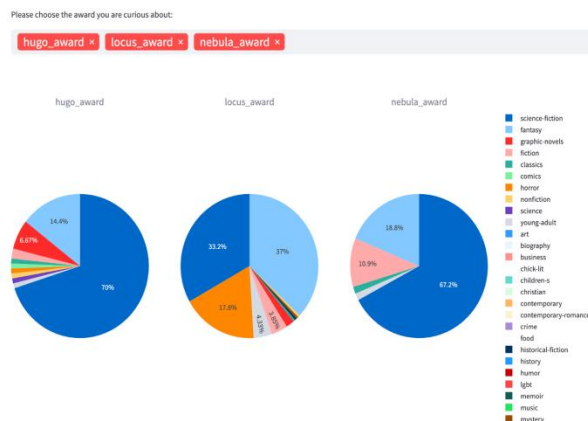 Please choose the award you are curious about:
hugo_award × locus_award × nebula_award ×
hugo_award
locus_award
nebula_award
14.4%
6.67%
70%
33.2%
37%
17.8%
4.33%
3.85%
18.8%
10.9%
67.2%
science-fiction
fantasy
graphic-novels
fiction
classics
comics
horror
nonfiction
science
young-adult
art
biography
business
chick-lit
children-s
christian
contemporary
contemporary-romance
crime
food
historical-fiction
history
humor
lgbt
memoir
music
mystery